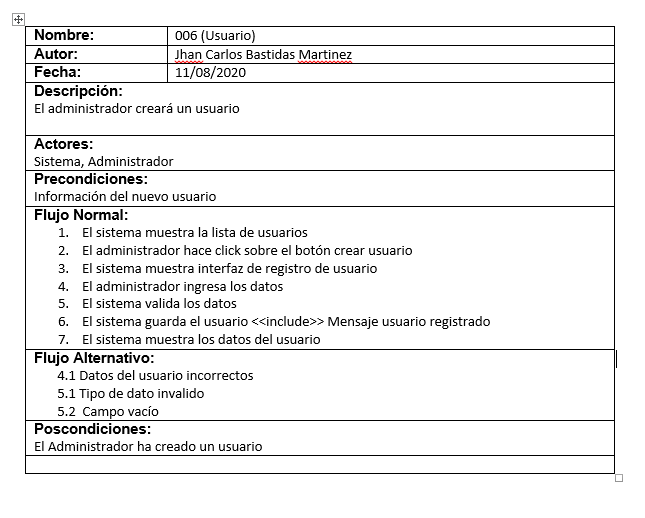 Nombre: 006 (Usuario)
Autor: Jhan Carlos Bastidas Martinez
Fecha: 11/08/2020
Descripción:
El administrador creará un usuario
Actores:
Sistema, Administrador
Precondiciones:
Información del nuevo usuario
Flujo Normal:
1. El sistema muestra la lista de usuarios
2. El administrador hace click sobre el botón crear usuario
3. El sistema muestra interfaz de registro de usuario
4. El administrador ingresa los datos
5. El sistema valida los datos
6. El sistema guarda el usuario <<include>> Mensaje usuario registrado
7. El sistema muestra los datos del usuario
Flujo Alternativo:
4.1 Datos del usuario incorrectos
5.1 Tipo de dato invalido
5.2 Campo vacío
Poscondiciones:
El Administrador ha creado un usuario